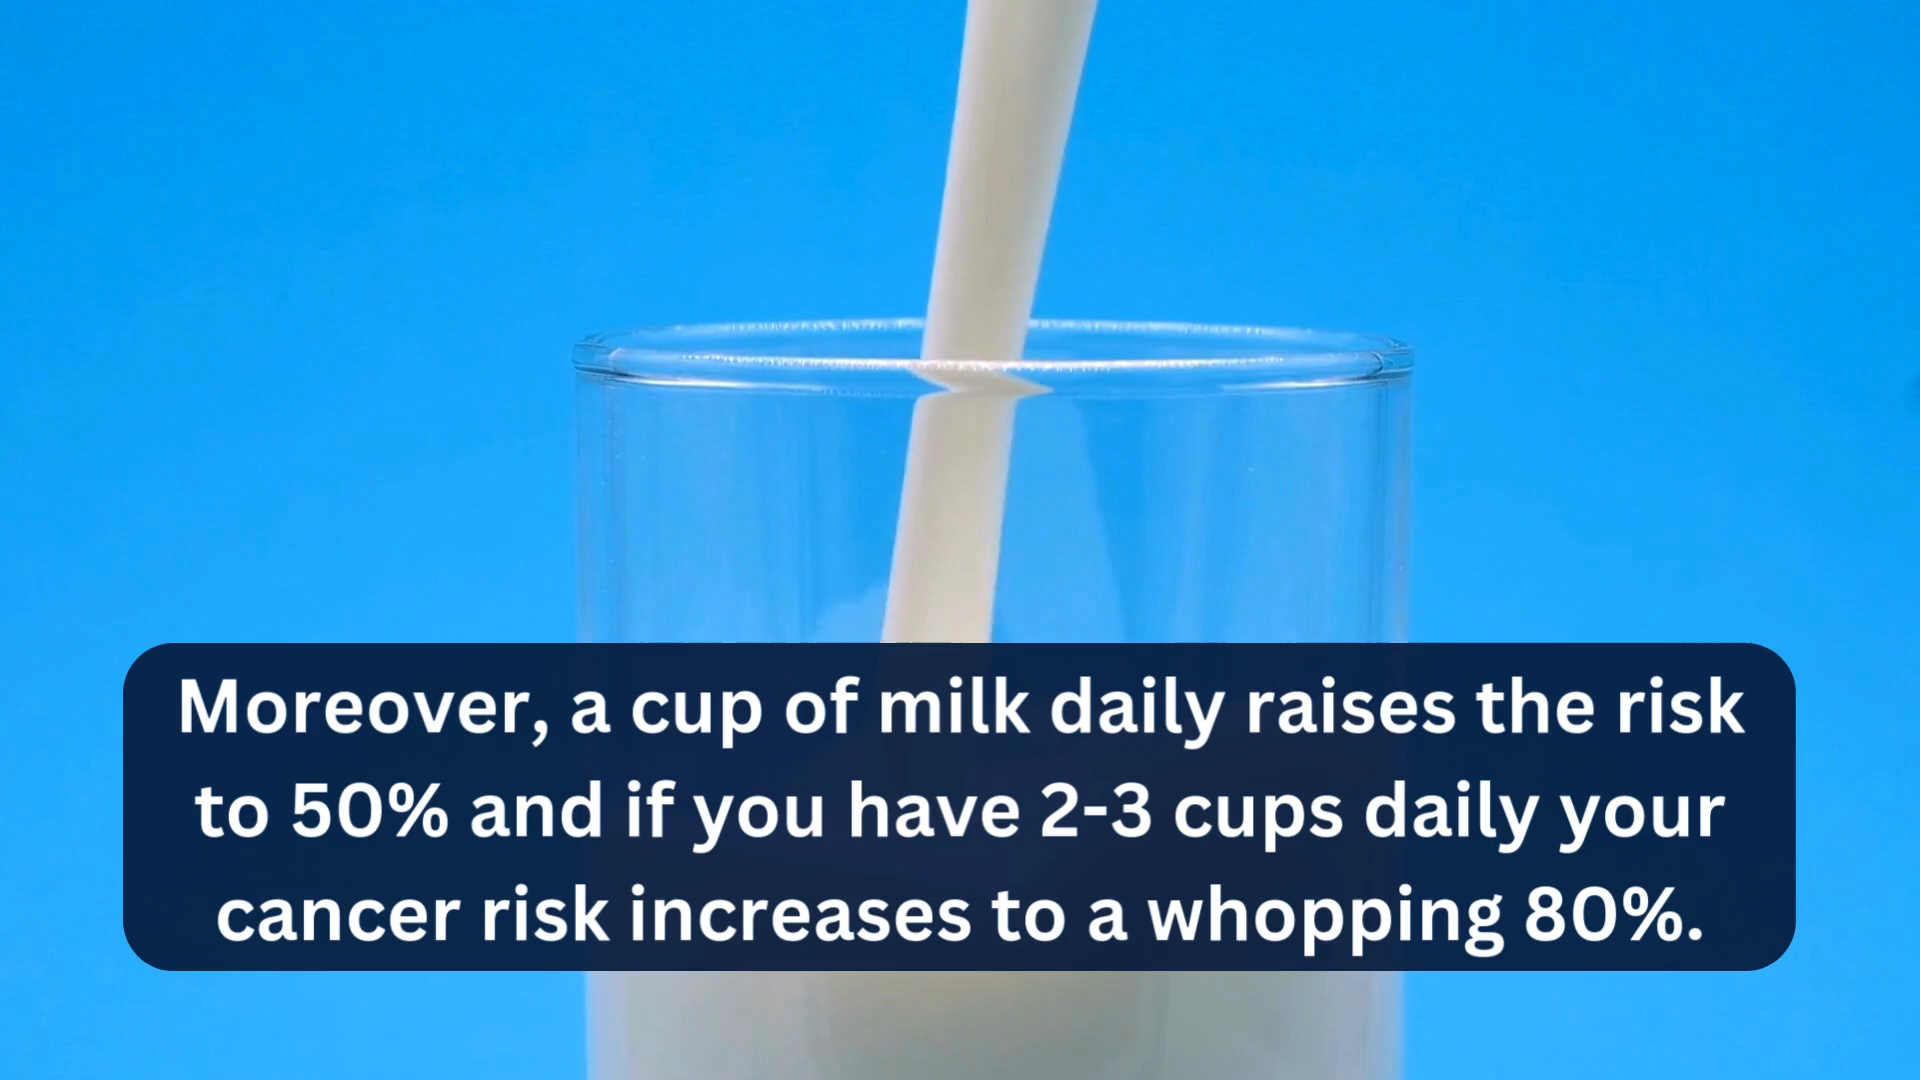 Moreover, a cup of milk daily raises the risk
to 50% and if you have 2-3 cups daily your
cancer risk increases to a whopping 80%.